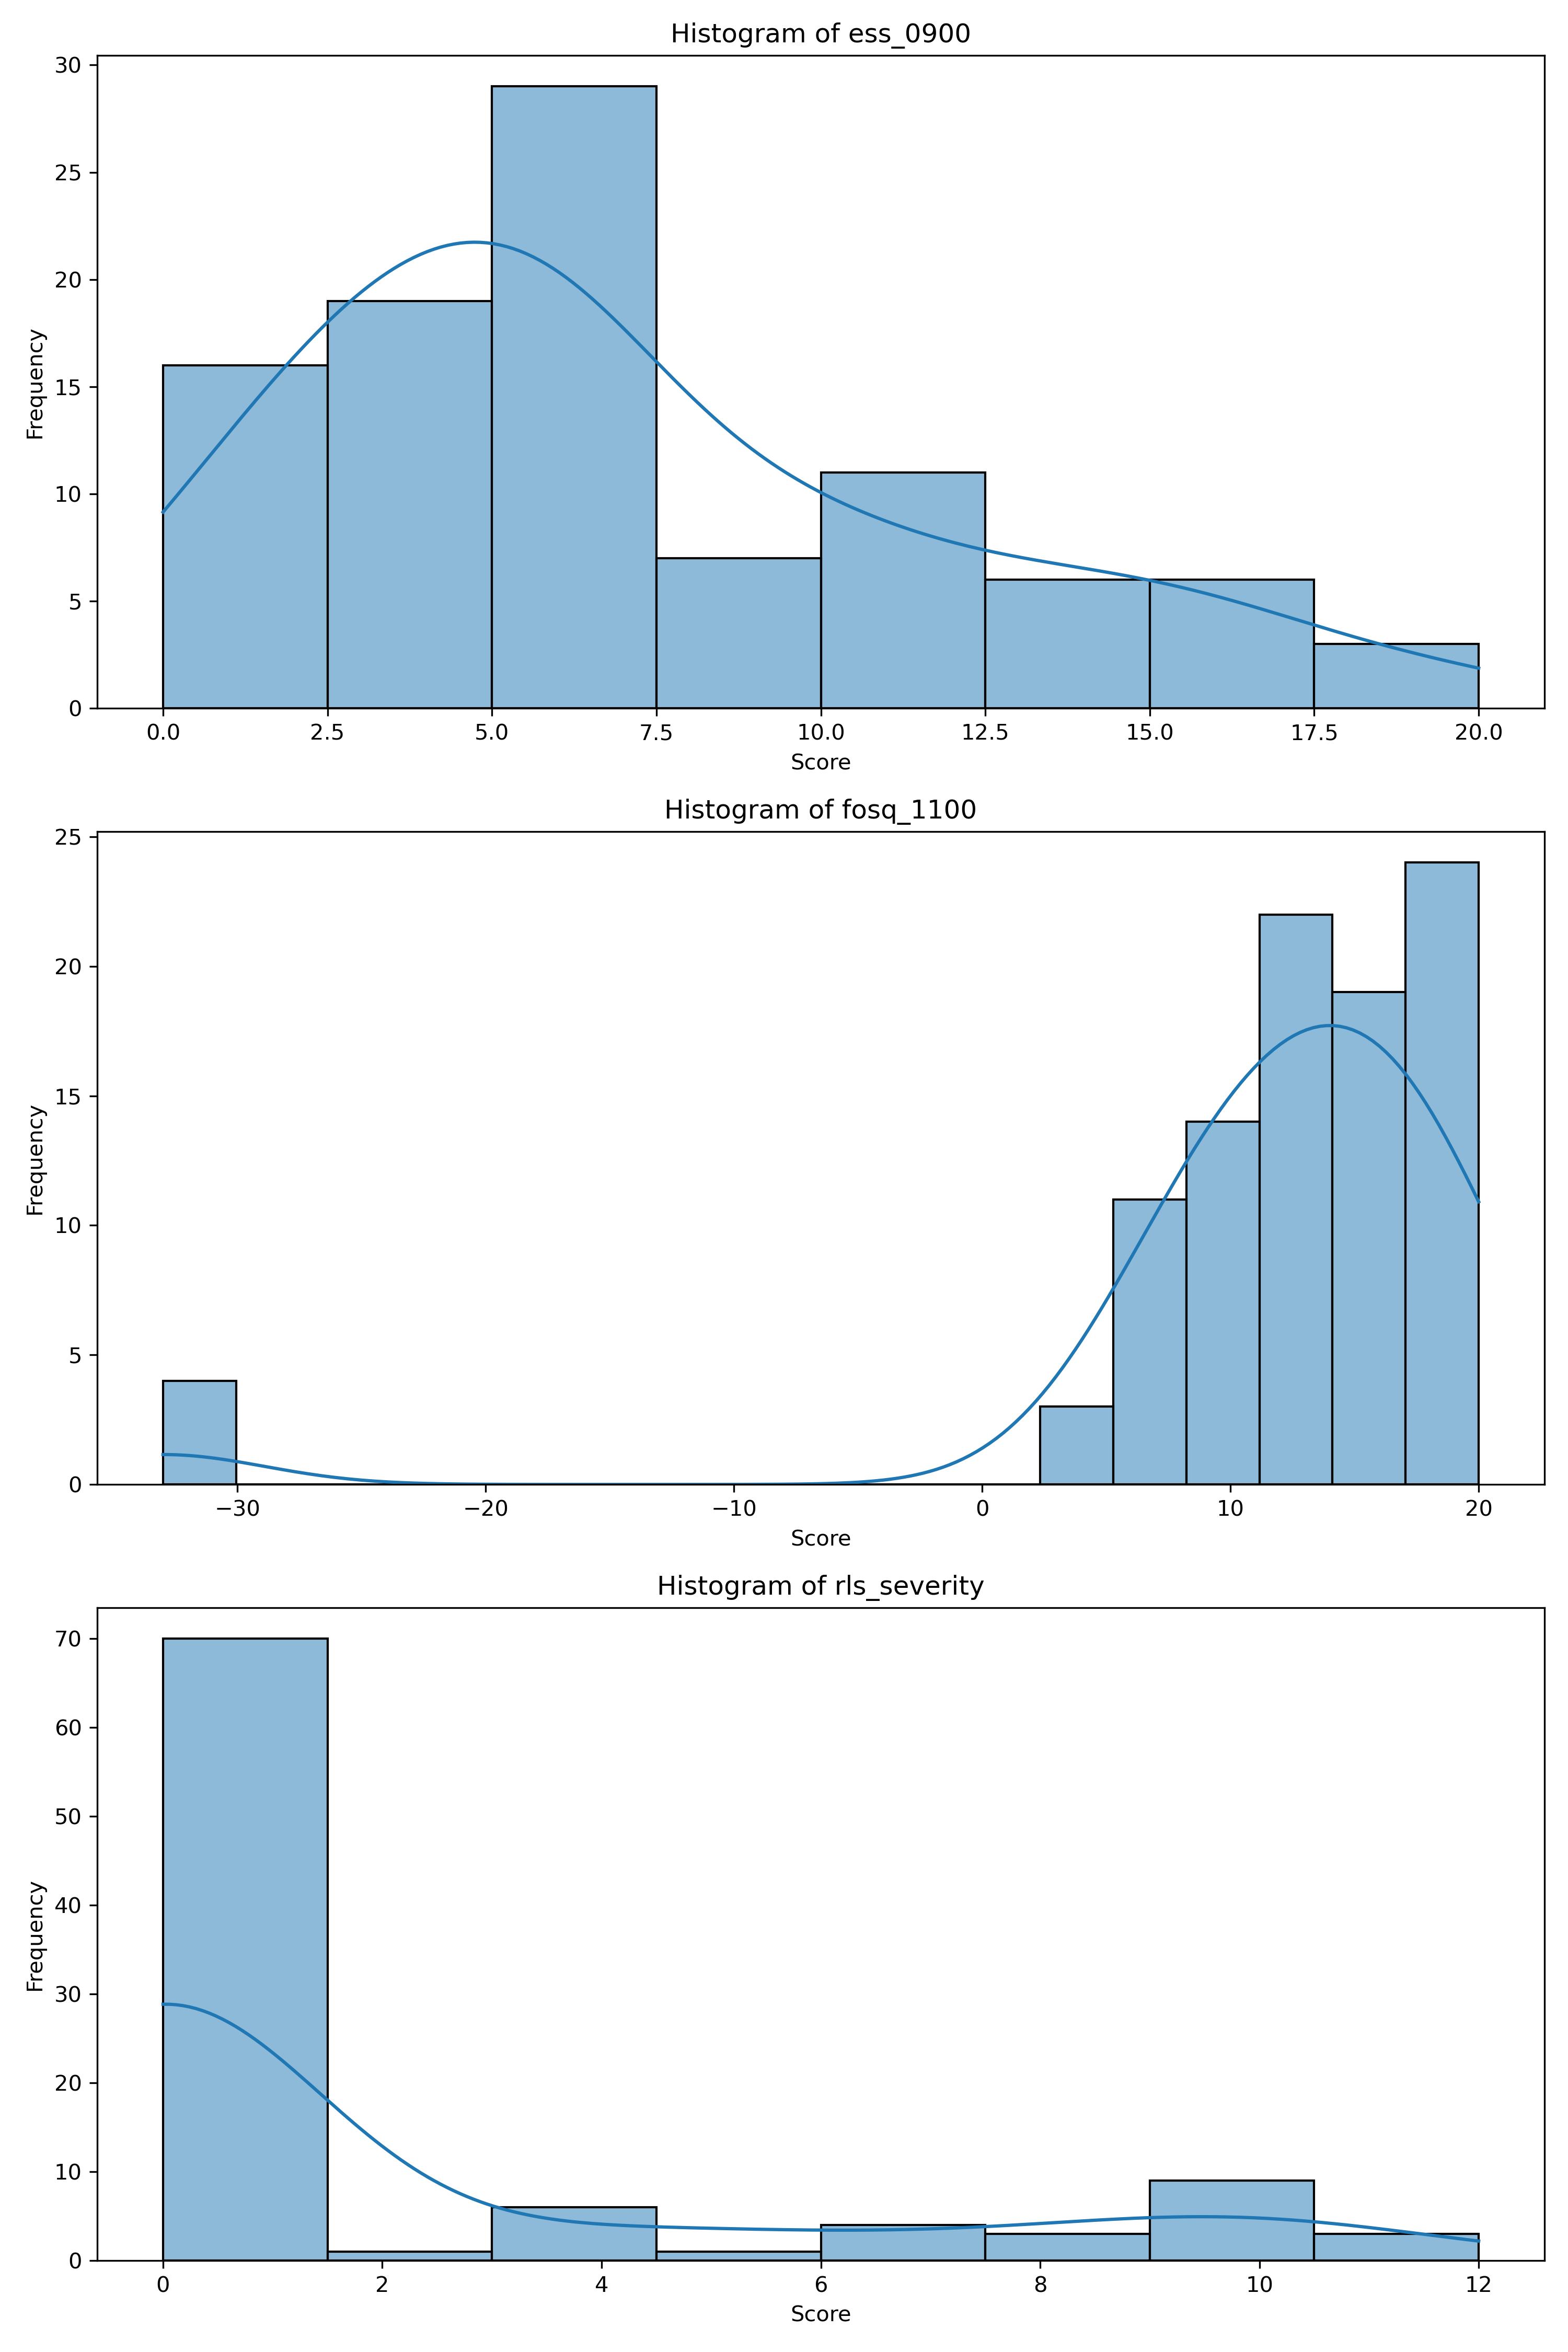 Histogram of ess_0900
30
25
20
15
10
5
0
Frequency
0.0 2.5 5.0 7.5 10.0 12.5 15.0 17.5 20.0
Score
Histogram of fosq_1100
25
20
15
10
5
0
Frequency
−30 −20 −10 0 10 20
Score
Histogram of rls_severity
70
60
50
40
30
20
10
0
Frequency
0 2 4 6 8 10 12
Score